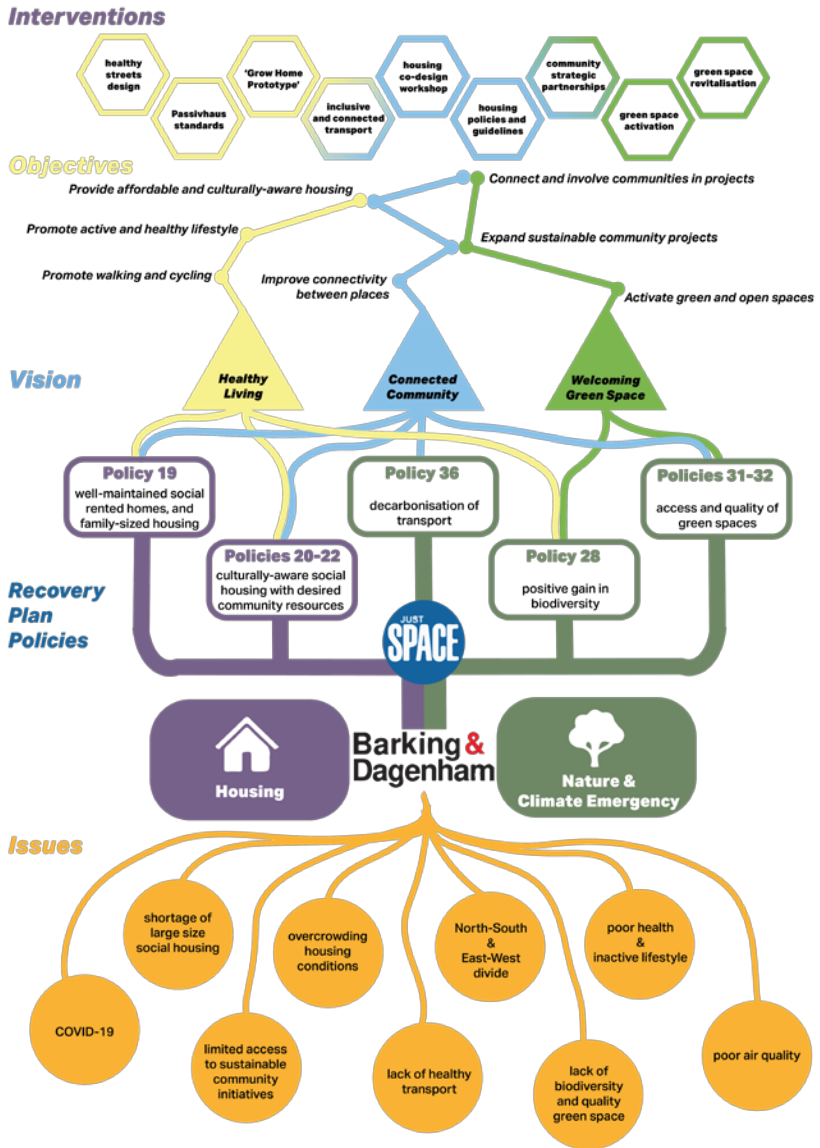 Interventions
healthy
streets
design
Passivhaus
standards
'Grow Home
Prototype'
inclusive
and connected
transport
housing
co-design
workshop
housing
policies and
guidelines
community
strategic
partnerships
green space
activation
green space
revitalisation
Objectives
Provide affordable and culturally-aware housing
Connect and involve communities in projects
Promote active and healthy lifestyle
Expand sustainable community projects
Promote walking and cycling
Improve connectivity
between places
Activate green and open spaces
Vision
Healthy
Living
Connected
Community
Welcoming
Green Space
Recovery
Plan
Policies
Policy 19
well-maintained social
rented homes, and
family-sized housing
Policies 20-22
culturally-aware social
housing with desired
community resources
Policy 36
decarbonisation of
transport
Policy 28
positive gain in
biodiversity
Policies 31-32
access and quality of
green spaces
JUST
SPACE
Housing
Barking &
Dagenham
Nature &
Climate Emergency
Issues
COVID-19
shortage of
large size
social housing
limited access
to sustainable
community
initiatives
overcrowding
housing
conditions
lack of healthy
transport
North-South
&
East-West
divide
lack of
biodiversity
and quality
green space
poor health
&
inactive lifestyle
poor air quality